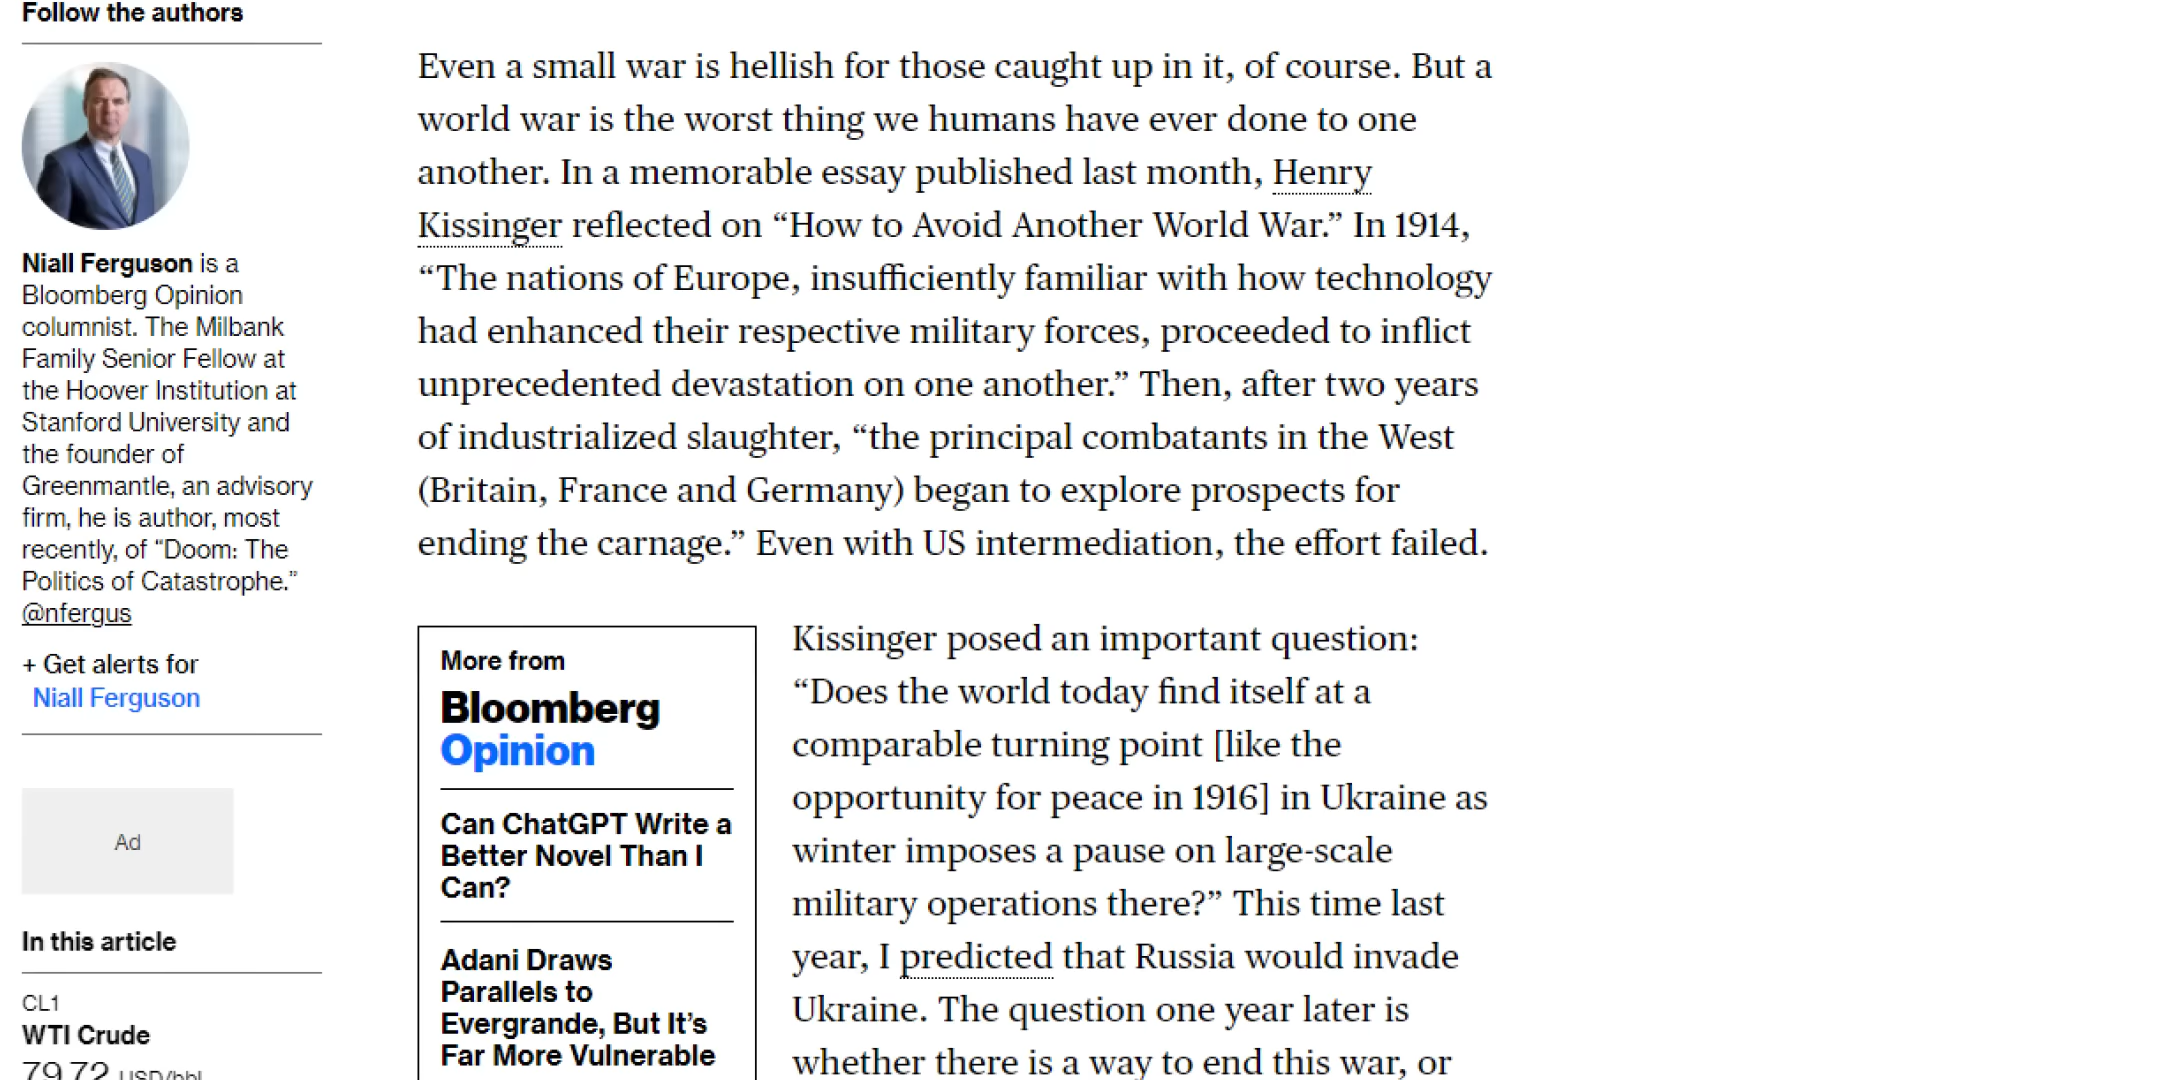 Follow the authors
Niall Ferguson is a
Bloomberg Opinion
columnist. The Milbank
Family Senior Fellow at
the Hoover Institution at
Stanford University and
the founder of
Greenmantle, an advisory
firm, he is author, most
recently, of “Doom: The
Politics of Catastrophe.”
@nfergus
+ Get alerts for
Niall Ferguson
Ad
In this article
CL1
WTI Crude
79.72 USD/bbl
Even a small war is hellish for those caught up in it, of course. But a
world war is the worst thing we humans have ever done to one
another. In a memorable essay published last month, Henry
Kissinger reflected on “How to Avoid Another World War.” In 1914,
“The nations of Europe, insufficiently familiar with how technology
had enhanced their respective military forces, proceeded to inflict
unprecedented devastation on one another.” Then, after two years
of industrialized slaughter, “the principal combatants in the West
(Britain, France and Germany) began to explore prospects for
ending the carnage.” Even with US intermediation, the effort failed.
More from
Bloomberg
Opinion
Can ChatGPT Write a
Better Novel Than I
Can?
Adani Draws
Parallels to
Evergrande, But It’s
Far More Vulnerable
Kissinger posed an important question:
“Does the world today find itself at a
comparable turning point [like the
opportunity for peace in 1916] in Ukraine as
winter imposes a pause on large-scale
military operations there?” This time last
year, I predicted that Russia would invade
Ukraine. The question one year later is
whether there is a way to end this war, or